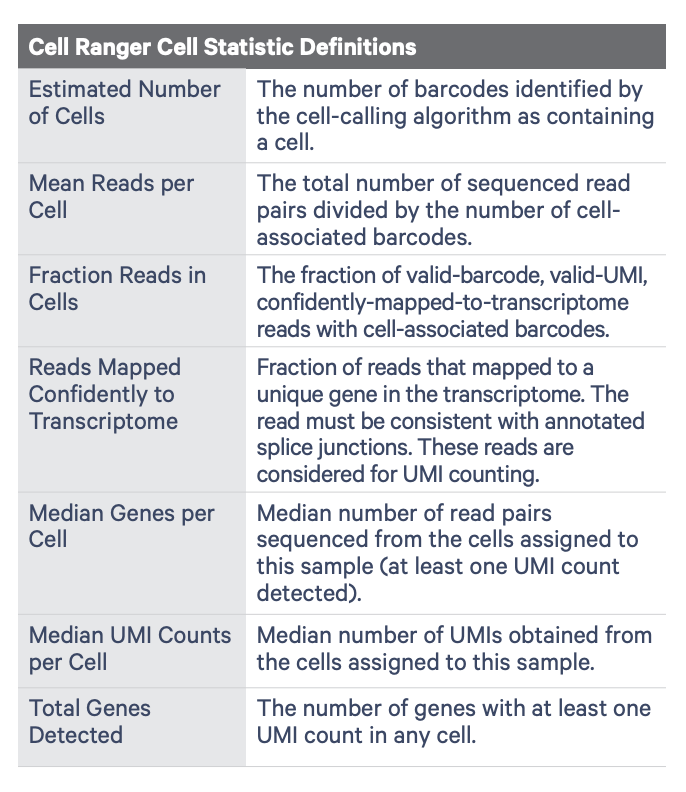 Cell Ranger Cell Statistic Definitions
Estimated Number
of Cells
The number of barcodes identified by
the cell-calling algorithm as containing
a cell.
Mean Reads per
Cell
The total number of sequenced read
pairs divided by the number of cell-
associated barcodes.
Fraction Reads in
Cells
The fraction of valid-barcode, valid-UMI,
confidently-mapped-to-transcriptome
reads with cell-associated barcodes.
Reads Mapped
Confidently to
Transcriptome
Fraction of reads that mapped to a
unique gene in the transcriptome. The
read must be consistent with annotated
splice junctions. These reads are
considered for UMI counting.
Median Genes per
Cell
Median number of read pairs
sequenced from the cells assigned to
this sample (at least one UMI count
detected).
Median UMI Counts
per Cell
Median number of UMIs obtained from
the cells assigned to this sample.
Total Genes
Detected
The number of genes with at least one
UMI count in any cell.